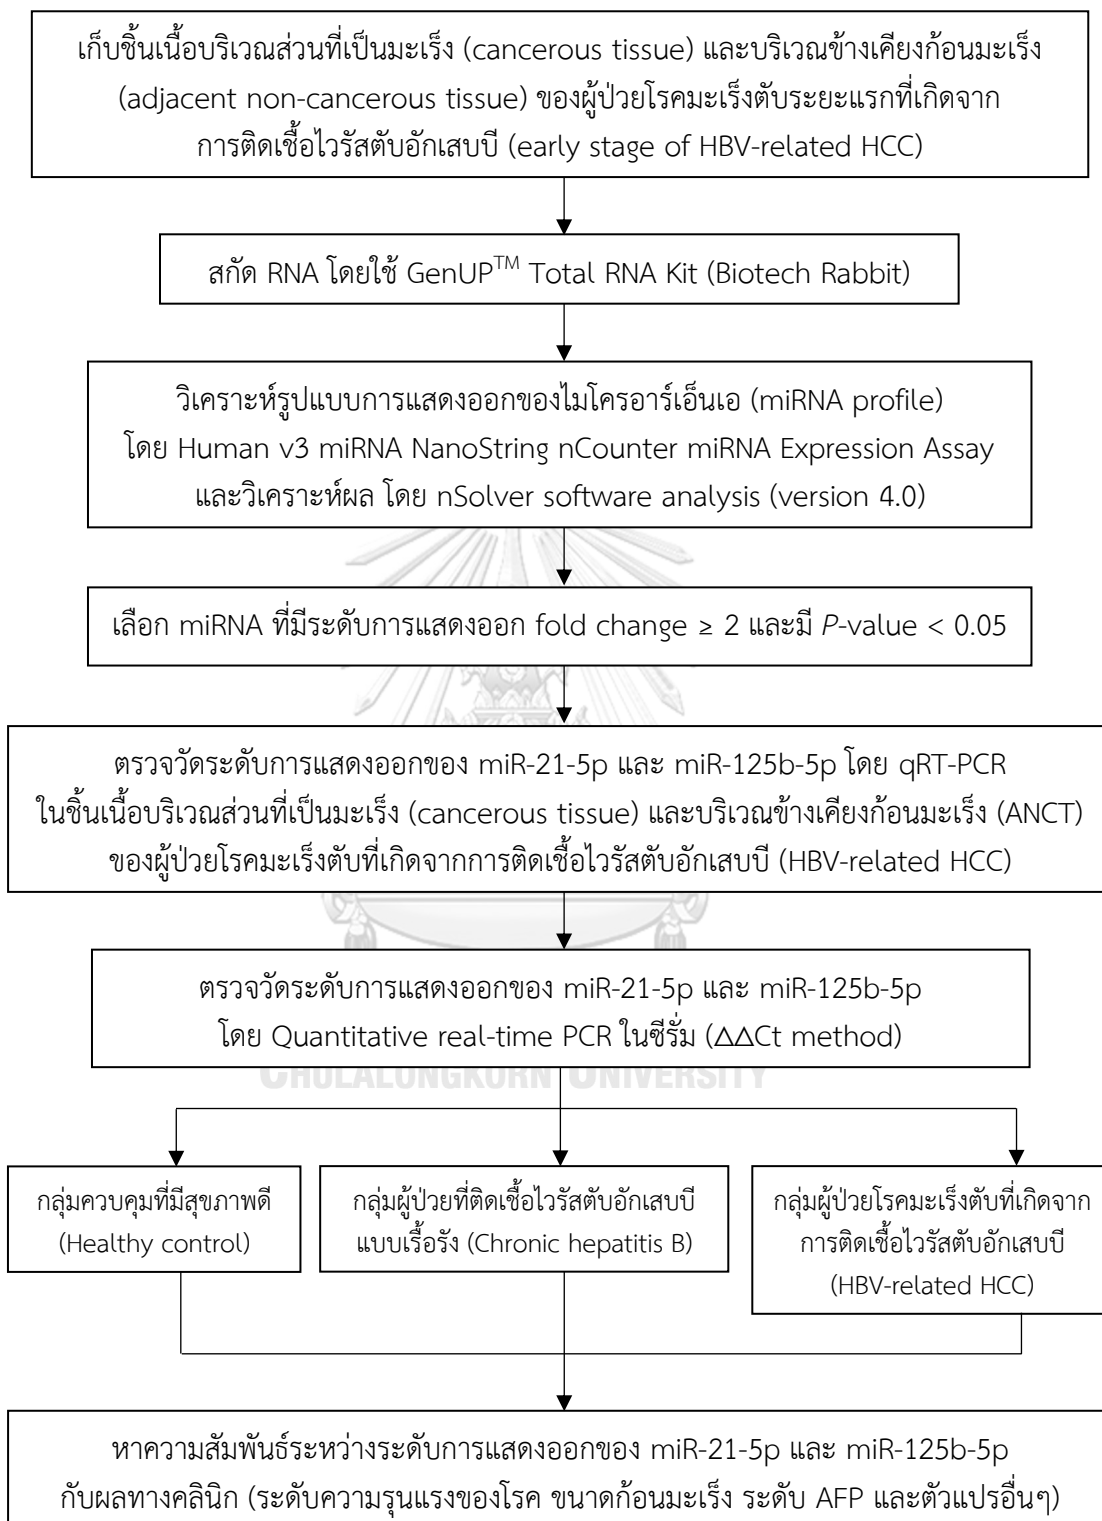 เก็บชิ้นเนื้อบริเวณส่วนที่เป็นมะเร็ง (cancerous tissue) และบริเวณข้างเคียงก้อนมะเร็ง
(adjacent non-cancerous tissue) ของผู้ป่วยโรคมะเร็งตับระยะแรกที่เกิดจาก
การติดเชื้อไวรัสตับอักเสบบี (early stage of HBV-related HCC)
สกัด RNA โดยใช้ GenUP™ Total RNA Kit (Biotech Rabbit)
วิเคราะห์รูปแบบการแสดงออกของไมโครอาร์เอ็นเอ (miRNA profile)
โดย Human v3 miRNA NanoString nCounter miRNA Expression Assay
และวิเคราะห์ผล โดย nSolver software analysis (version 4.0)
เลือก miRNA ที่มีระดับการแสดงออก fold change ≥ 2 และมี P-value < 0.05
ตรวจวัดระดับการแสดงออกของ miR-21-5p และ miR-125b-5p โดย qRT-PCR
ในชิ้นเนื้อบริเวณส่วนที่เป็นมะเร็ง (cancerous tissue) และบริเวณข้างเคียงก้อนมะเร็ง (ANCT)
ของผู้ป่วยโรคมะเร็งตับที่เกิดจากการติดเชื้อไวรัสตับอักเสบบี (HBV-related HCC)
ตรวจวัดระดับการแสดงออกของ miR-21-5p และ miR-125b-5p
โดย Quantitative real-time PCR ในซีรั่ม (ΔΔCt method)
CHULALONGKORN UNIVERSITY
กลุ่มควบคุมที่มีสุขภาพดี
(Healthy control)
กลุ่มผู้ป่วยที่ติดเชื้อไวรัสตับอักเสบบี
แบบเรื้อรัง (Chronic hepatitis B)
กลุ่มผู้ป่วยโรคมะเร็งตับที่เกิดจาก
การติดเชื้อไวรัสตับอักเสบบี
(HBV-related HCC)
หาความสัมพันธ์ระหว่างระดับการแสดงออกของ miR-21-5p และ miR-125b-5p
กับผลทางคลินิก (ระดับความรุนแรงของโรค ขนาดก้อนมะเร็ง ระดับ AFP และตัวแปรอื่นๆ)